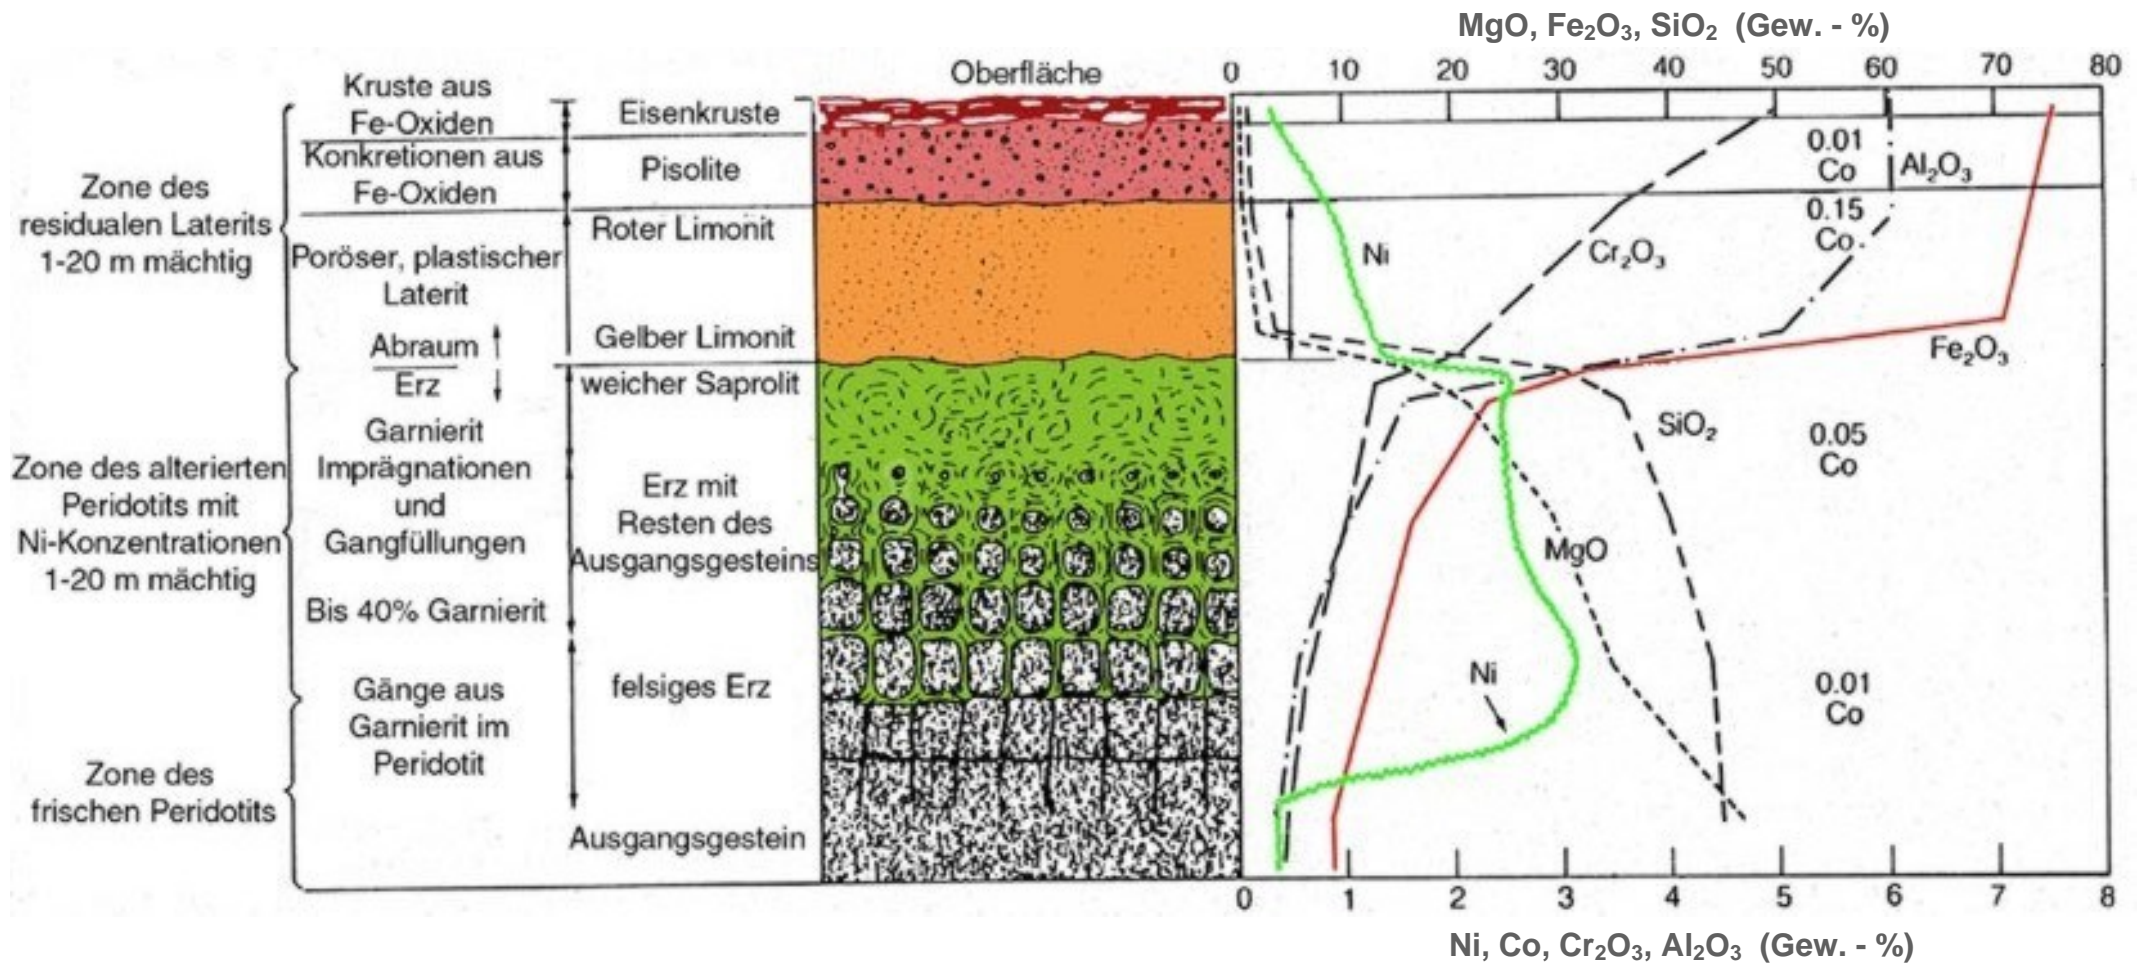 MgO, Fe₂O₃, SiO₂ (Gew. - %)
0 10 20 30 40 50 60 70 80
Oberfläche
Zone des
residualen Laterits
1-20 m mächtig
Zone des alterierten
Peridotits mit
Ni-Konzentrationen
1-20 m mächtig
Zone des
frischen Peridotits
Kruste aus
Fe-Oxiden
Konkretionen aus
Fe-Oxiden
Poröser, plastischer
Laterit
Abraum
Erz
Garnierit
Imprägnationen
und
Gangfüllungen
Bis 40% Garnierit
Gänge aus
Garnierit im
Peridotit
Eisenkruste
Pisolite
Roter Limonit
Gelber Limonit
weicher Saprolit
Erz mit
Resten des
Ausgangsgesteins
felsiges Erz
Ausgangsgestein
0.01
Co
Al₂O₃
0.15
Co
Ni
Cr₂O₃
Fe₂O₃
SiO₂
0.05
Co
MgO
Ni
0.01
Co
0 1 2 3 4 5 6 7 8
Ni, Co, Cr₂O₃, Al₂O₃ (Gew. - %)